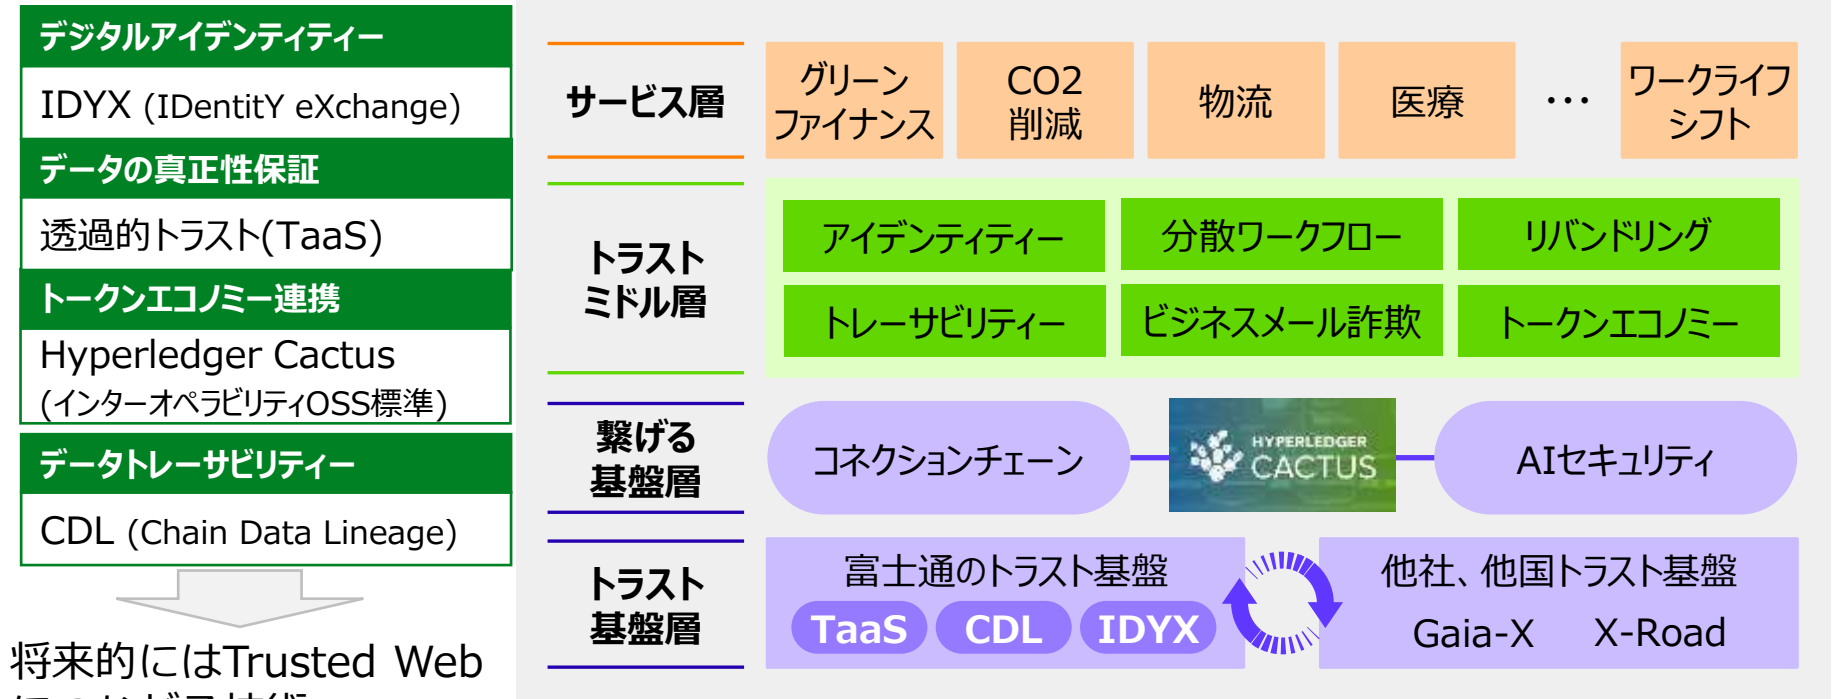 デジタルアイデンティティー
IDYX (IDentitY eXchange)
データの真正性保証
透過的トラスト(TaaS)
トークンエコノミー連携
Hyperledger Cactus
(インターオペラビリティOSS標準)
データトレーサビリティー
CDL (Chain Data Lineage)
将来的にはTrusted Web
サービス層
グリーン
ファイナンス
CO2
削減
物流
医療
…
ワークライフ
シフト
トラスト
ミドル層
アイデンティティー
分散ワークフロー
リバンドリング
トレーサビリティー
ビジネスメール詐欺
トークンエコノミー
繋げる
基盤層
コネクションチェーン
HYPERLEDGER
CACTUS
AIセキュリティ
トラスト
基盤層
富士通のトラスト基盤
TaaS
CDL
IDYX
他社、他国トラスト基盤
Gaia-X
X-Road